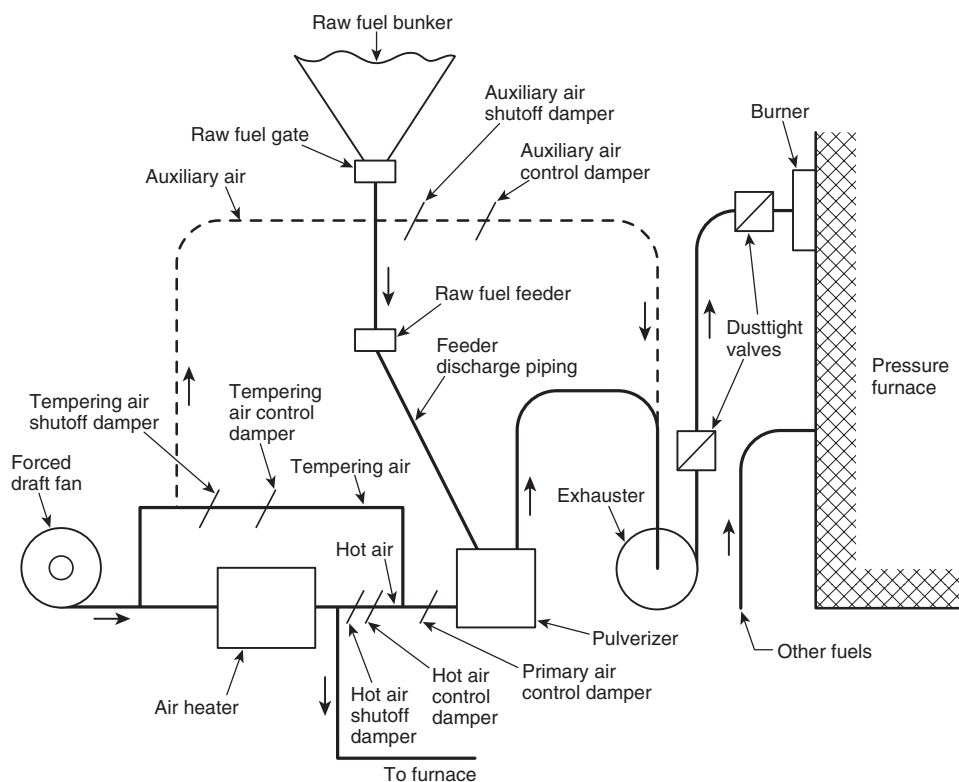 Raw fuel bunker
Auxiliary air
shutoff damper
Burner
Raw fuel gate
Auxiliary air
control damper
Auxiliary air
Raw fuel feeder
Dusttight
valves
Feeder
discharge piping
Pressure
furnace
Tempering air
shutoff damper
Tempering
air control
damper
Forced
draft fan
Tempering air
Exhauster
Hot air
Pulverizer
Other fuels
Air heater
Hot air
shutoff
damper
Hot air
control
damper
Primary air
control damper
To furnace